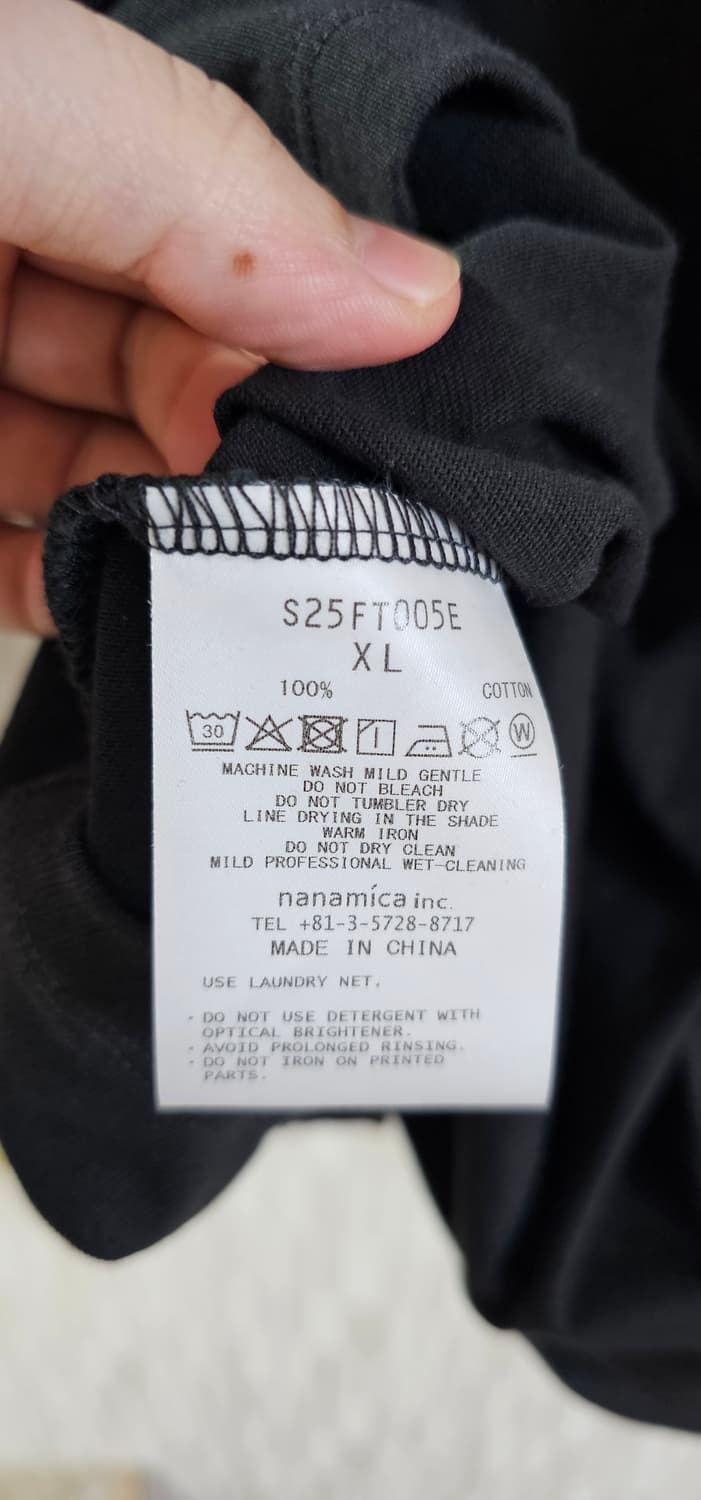 S25FT005E
XL
100% COTTON
30 W
MACHINE WASH MILD GENTLE
DO NOT BLEACH
DO NOT TUMBLER DRY
LINE DRYING IN THE SHADE
WARM IRON
DO NOT DRY CLEAN
MILD PROFESSIONAL WET-CLEANING
nanamíca inc.
TEL +81-3-5728-8717
MADE IN CHINA
USE LAUNDRY NET.
- DO NOT USE DETERGENT WITH
OPTICAL BRIGHTENER.
- AVOID PROLONGED RINSING.
- DO NOT IRON ON PRINTED
PARTS.